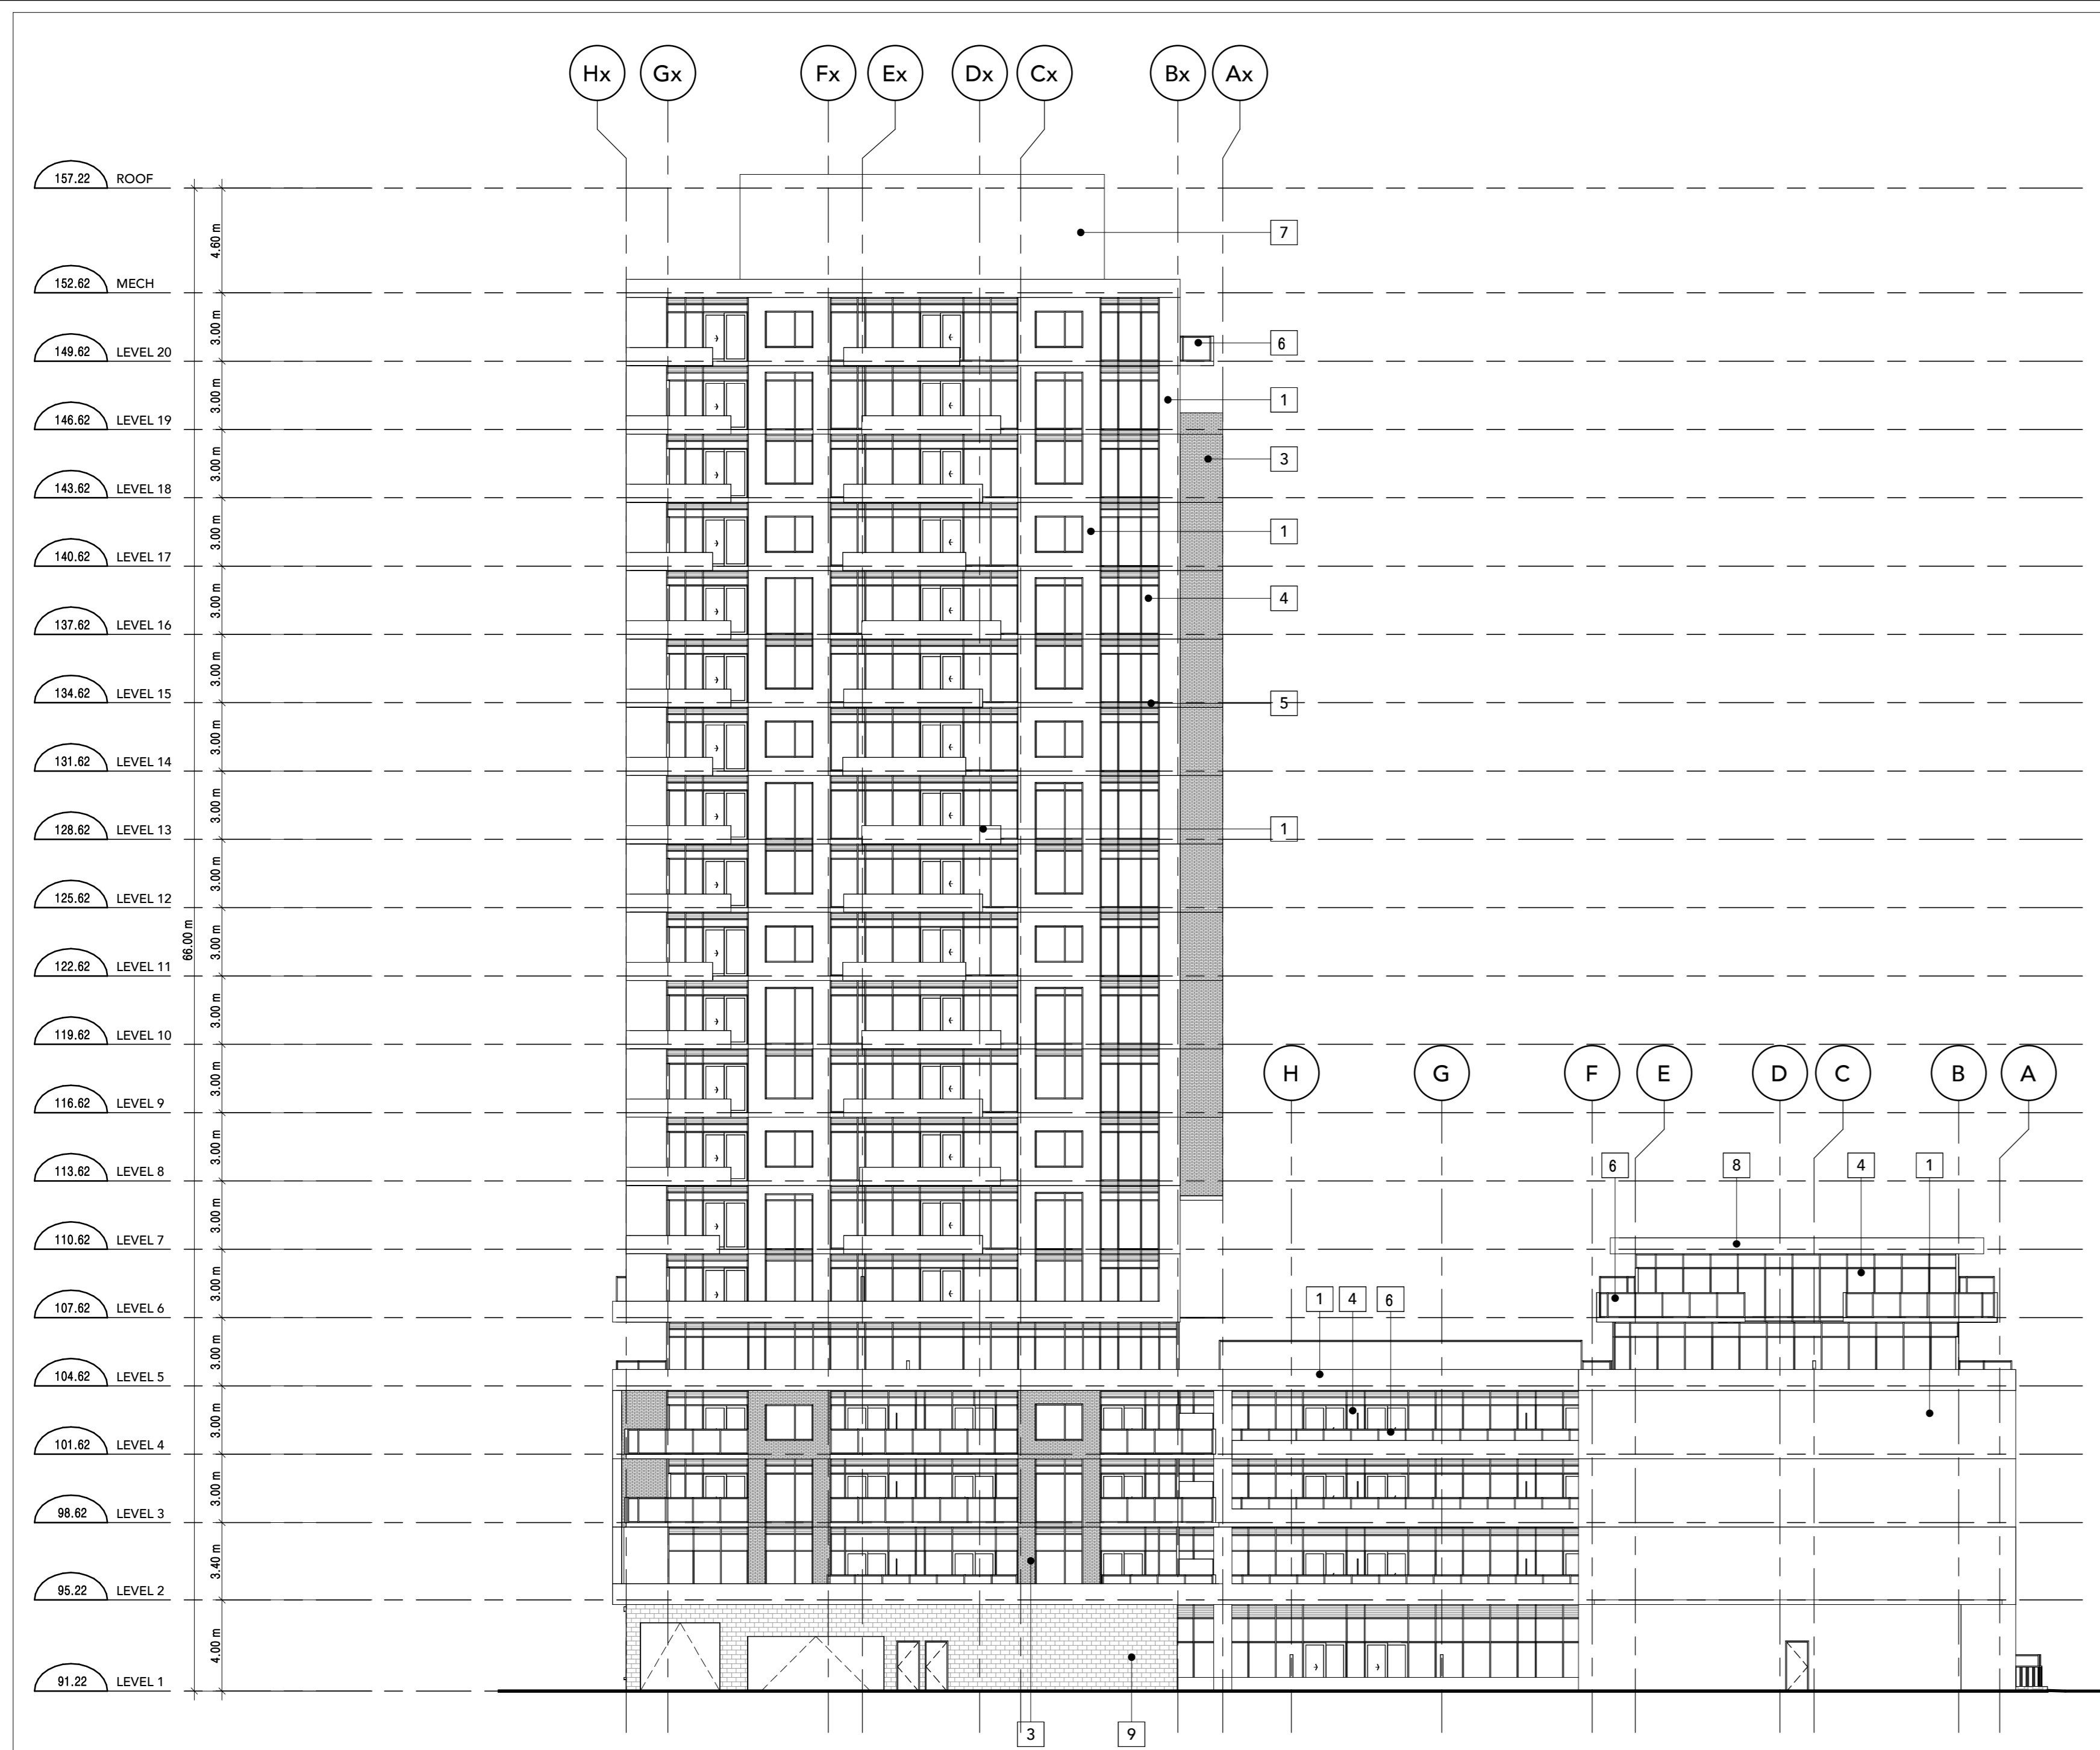 Hx Gx Fx Ex Dx Cx Bx Ax
157.22 ROOF
4.60 m
7
152.62 MECH
3.00 m
6
149.62 LEVEL 20
3.00 m
1
146.62 LEVEL 19
3.00 m
3
143.62 LEVEL 18
3.00 m
1
140.62 LEVEL 17
3.00 m
4
137.62 LEVEL 16
3.00 m
134.62 LEVEL 15
5
3.00 m
131.62 LEVEL 14
3.00 m
1
128.62 LEVEL 13
3.00 m
125.62 LEVEL 12
66.00 m
3.00 m
122.62 LEVEL 11
3.00 m
119.62 LEVEL 10
H G F E D C B A
3.00 m
116.62 LEVEL 9
3.00 m
6 8 4 1
113.62 LEVEL 8
3.00 m
110.62 LEVEL 7
3.00 m
1 4 6
107.62 LEVEL 6
3.00 m
104.62 LEVEL 5
3.00 m
101.62 LEVEL 4
3.00 m
98.62 LEVEL 3
3.40 m
95.22 LEVEL 2
4.00 m
91.22 LEVEL 1
3 9